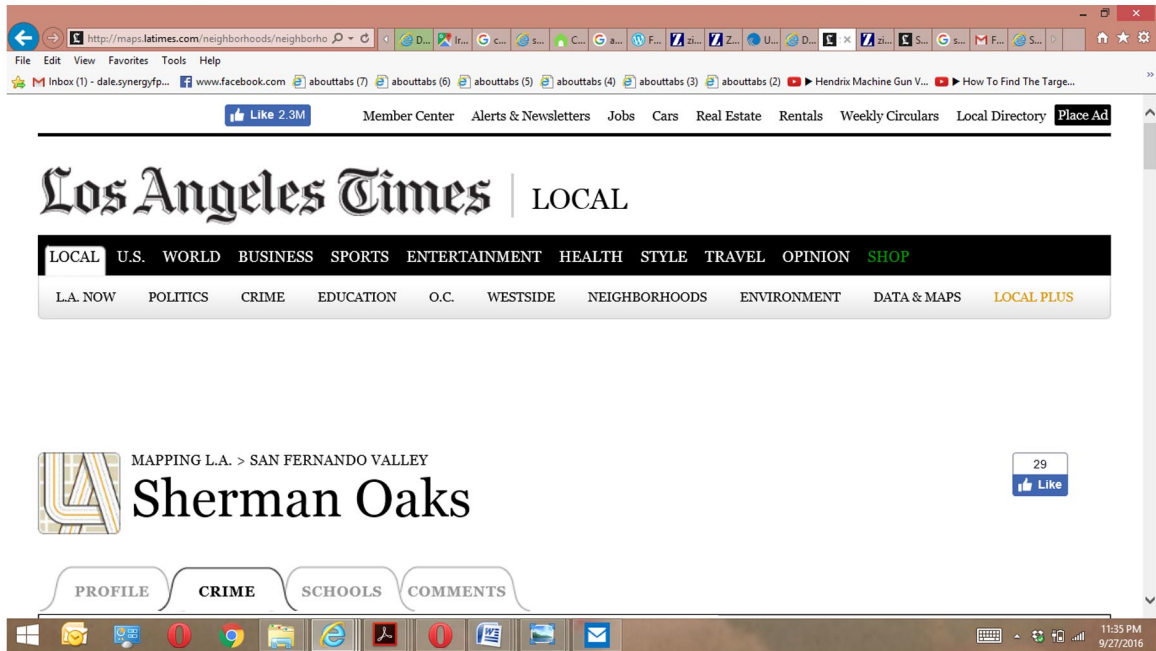 http://maps.latimes.com/neighborhoods/neighborho
D... Ir... G c... s... C... a... F... zi... Z... U... D... zi... S... s... F... S...
File Edit View Favorites Tools Help
Inbox (1) - dale.synergyfp... www.facebook.com abouttabs (7) abouttabs (6) abouttabs (5) abouttabs (4) abouttabs (3) abouttabs (2) ▶ Hendrix Machine Gun V... ▶ How To Find The Targe...
Like 2.3M Member Center Alerts & Newsletters Jobs Cars Real Estate Rentals Weekly Circulars Local Directory Place Ad
Los Angeles Times | LOCAL
LOCAL U.S. WORLD BUSINESS SPORTS ENTERTAINMENT HEALTH STYLE TRAVEL OPINION SHOP
L.A. NOW POLITICS CRIME EDUCATION O.C. WESTSIDE NEIGHBORHOODS ENVIRONMENT DATA & MAPS LOCAL PLUS
MAPPING L.A. > SAN FERNANDO VALLEY
Sherman Oaks
29
Like
PROFILE CRIME SCHOOLS COMMENTS
11:35 PM
9/27/2016